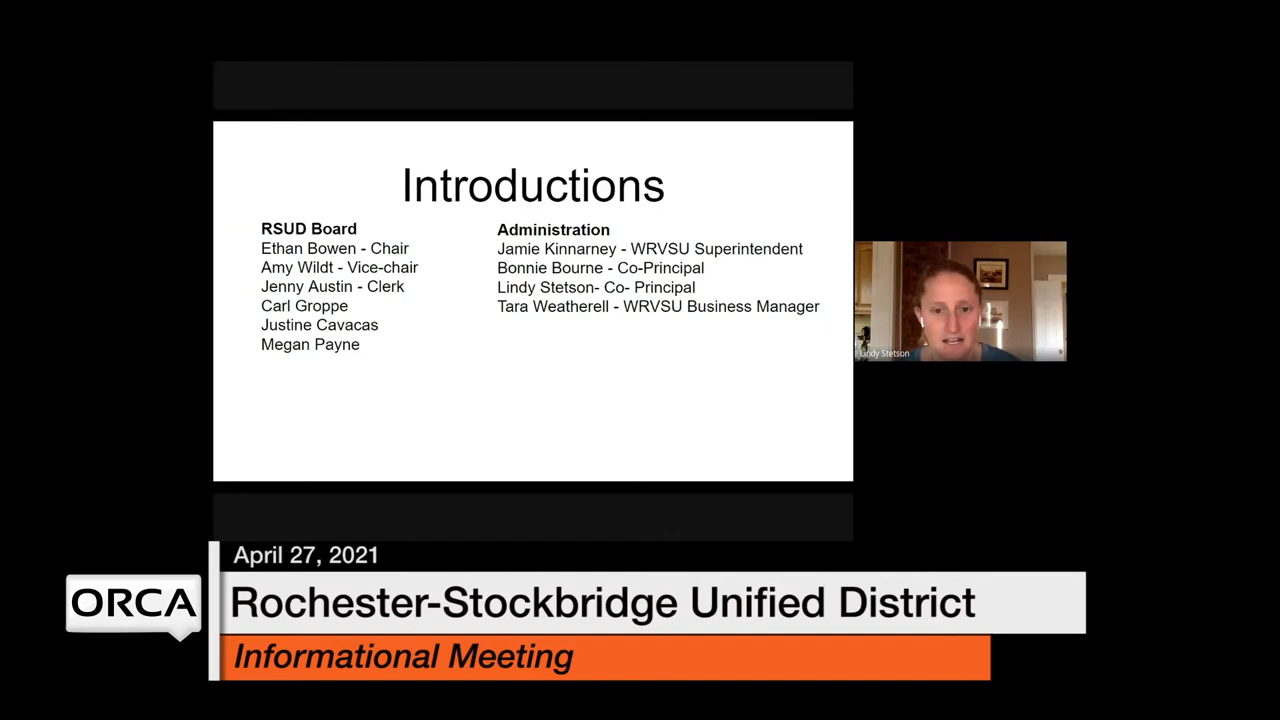 Introductions
RSUD Board
Ethan Bowen - Chair
Amy Wildt - Vice-chair
Jenny Austin - Clerk
Carl Groppe
Justine Cavacas
Megan Payne
Administration
Jamie Kinnarney - WRVSU Superintendent
Bonnie Bourne - Co-Principal
Lindy Stetson- Co- Principal
Tara Weatherell - WRVSU Business Manager
Lindy Stetson
April 27, 2021
ORCA
Rochester-Stockbridge Unified District
Informational Meeting